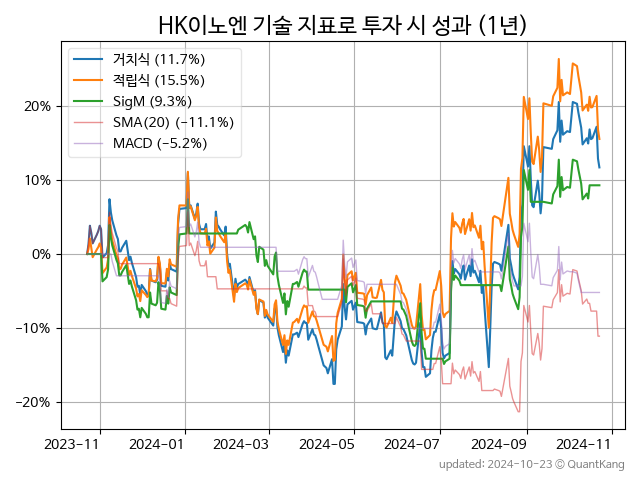 HK이노엔 기술 지표로 투자 시 성과 (1년)
거치식 (11.7%)
적립식 (15.5%)
SigM (9.3%)
SMA(20) (−11.1%)
MACD (−5.2%)
20%
10%
0%
−10%
−20%
2023-11 2024-01 2024-03 2024-05 2024-07 2024-09 2024-11
updated: 2024-10-23 © QuantKang